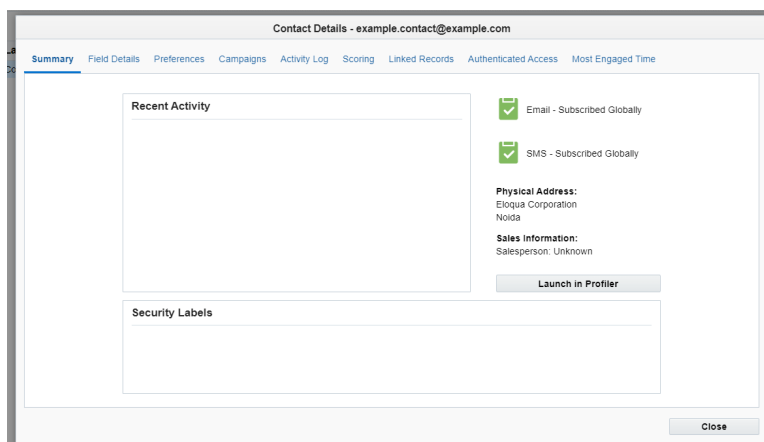 Contact Details - example.contact@example.com
Summary Field Details Preferences Campaigns Activity Log Scoring Linked Records Authenticated Access Most Engaged Time
Recent Activity
Email - Subscribed Globally
SMS - Subscribed Globally
Physical Address:
Eloqua Corporation
Noida
Sales Information:
Salesperson: Unknown
Launch in Profiler
Security Labels
Close